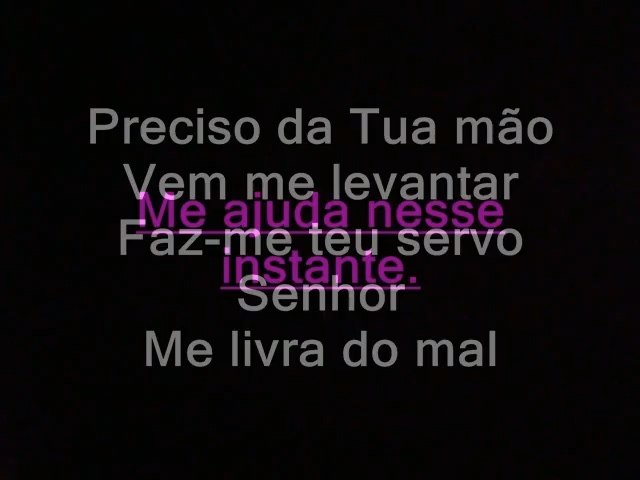 Preciso da Tua mão
Vem me levantar
Me ajuda nesse
Faz-me teu servo
instante.
Senhor
Me livra do mal